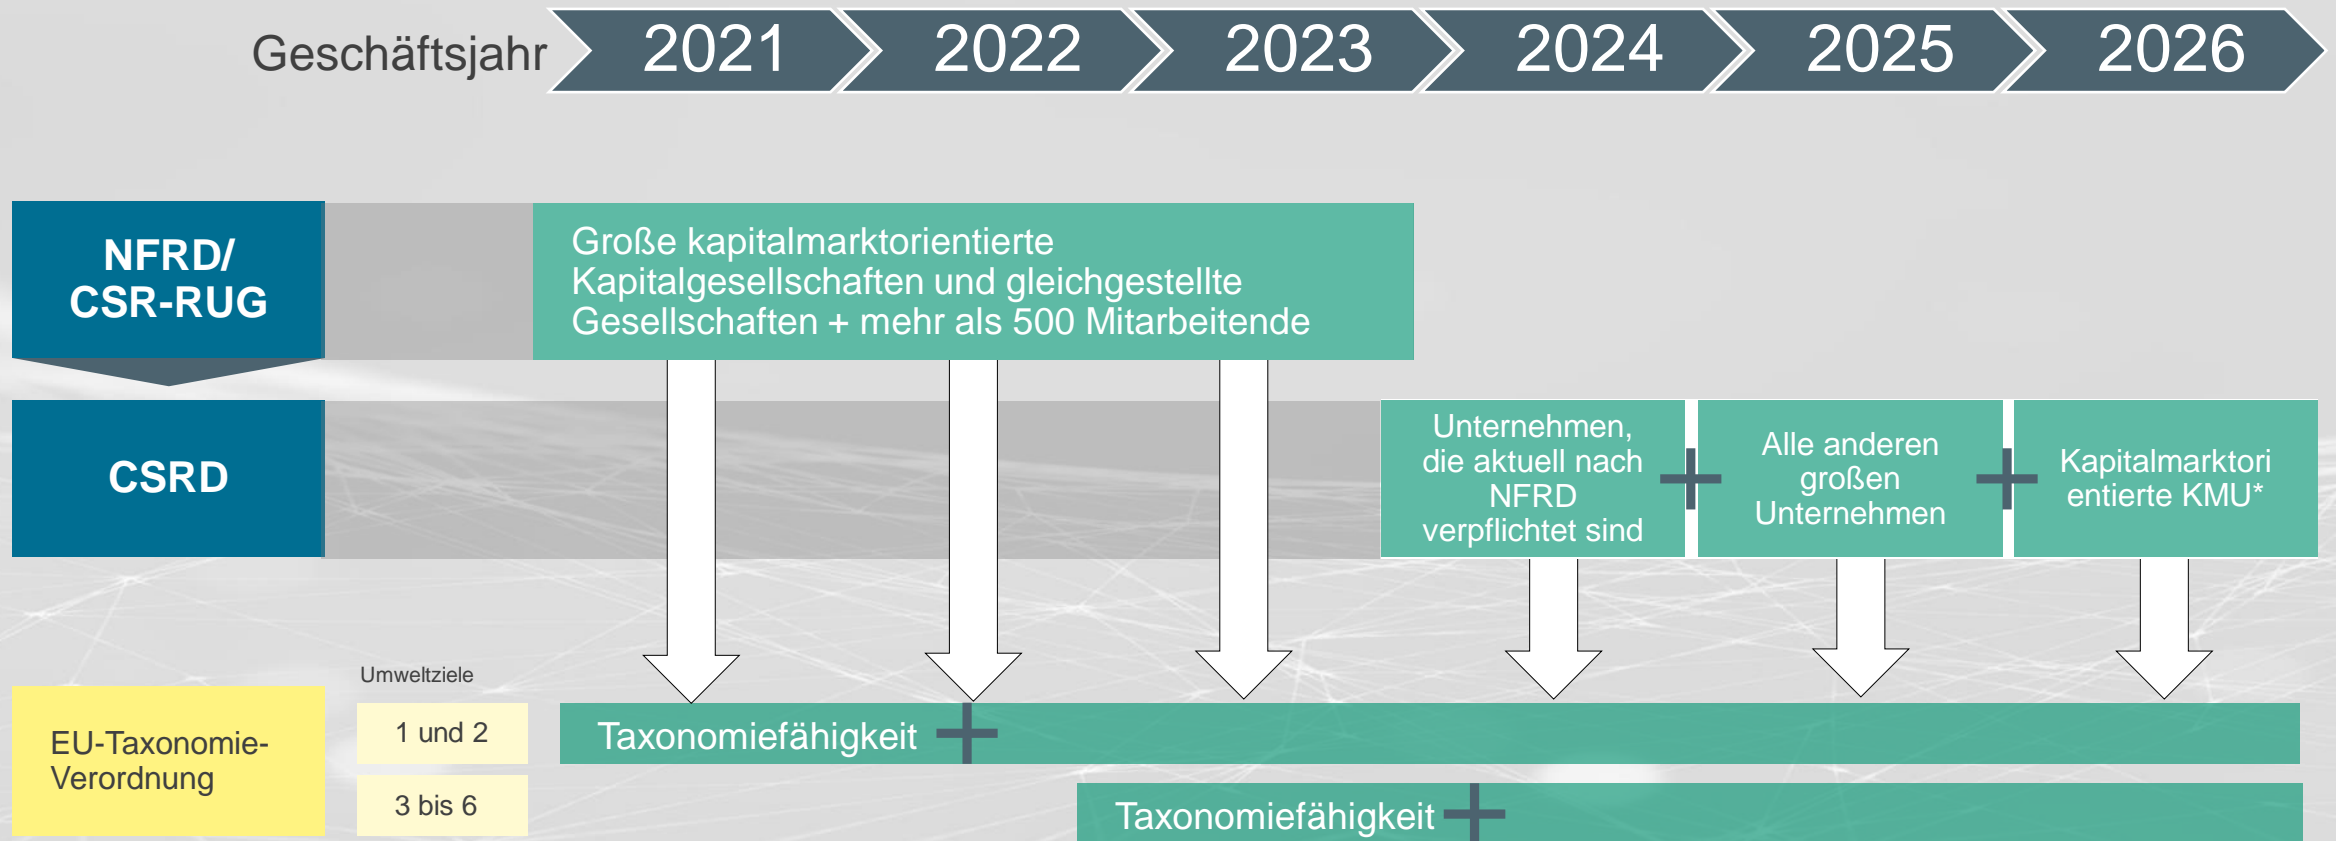 Geschäftsjahr 2021 2022 2023 2024 2025 2026
NFRD/
CSR-RUG
Große kapitalmarktorientierte
Kapitalgesellschaften und gleichgestellte
Gesellschaften + mehr als 500 Mitarbeitende
CSRD
Unternehmen,
die aktuell nach
NFRD
verpflichtet sind
+
Alle anderen
großen
Unternehmen
+
Kapitalmarktori
entierte KMU*
EU-Taxonomie-
Verordnung
Umweltziele
1 und 2
Taxonomiefähigkeit +
3 bis 6
Taxonomiefähigkeit +